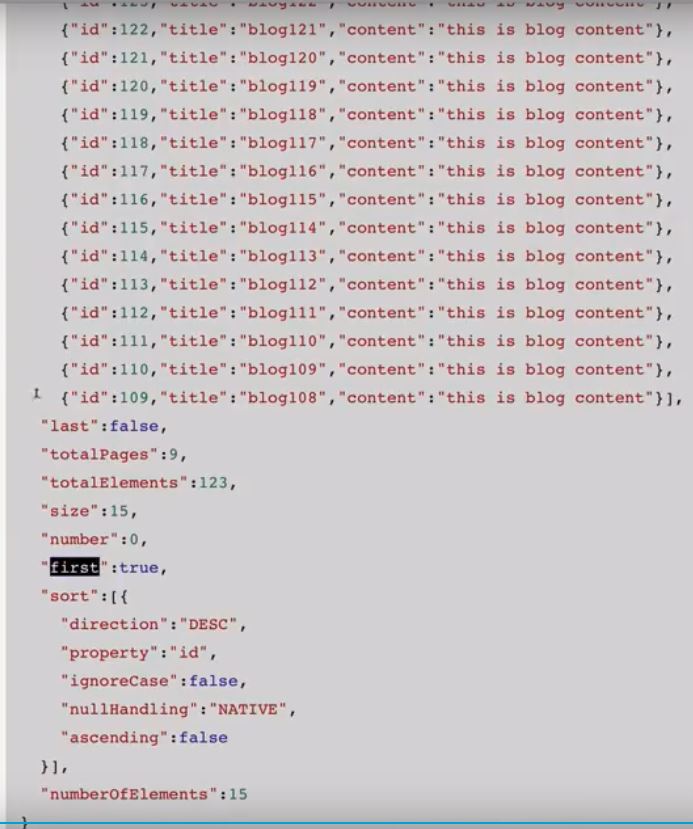 {"id":122,"title":"blog121","content":"this is blog content"},
{"id":121,"title":"blog120","content":"this is blog content"},
{"id":120,"title":"blog119","content":"this is blog content"},
{"id":119,"title":"blog118","content":"this is blog content"},
{"id":118,"title":"blog117","content":"this is blog content"},
{"id":117,"title":"blog116","content":"this is blog content"},
{"id":116,"title":"blog115","content":"this is blog content"},
{"id":115,"title":"blog114","content":"this is blog content"},
{"id":114,"title":"blog113","content":"this is blog content"},
{"id":113,"title":"blog112","content":"this is blog content"},
{"id":112,"title":"blog111","content":"this is blog content"},
{"id":111,"title":"blog110","content":"this is blog content"},
{"id":110,"title":"blog109","content":"this is blog content"},
{"id":109,"title":"blog108","content":"this is blog content"}],
"last":false,
"totalPages":9,
"totalElements":123,
"size":15,
"number":0,
"first":true,
"sort":[{
"direction":"DESC",
"property":"id",
"ignoreCase":false,
"nullHandling":"NATIVE",
"ascending":false
}],
"numberOfElements":15
}